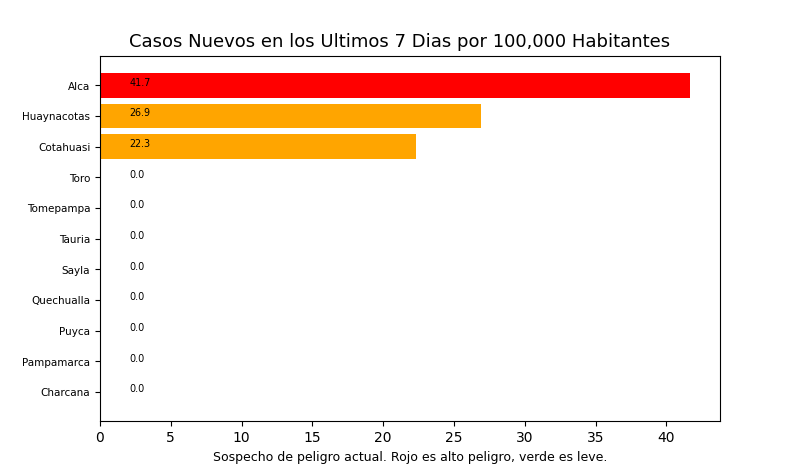 Casos Nuevos en los Ultimos 7 Dias por 100,000 Habitantes
Alca 41.7
Huaynacotas 26.9
Cotahuasi 22.3
Toro 0.0
Tomepampa 0.0
Tauria 0.0
Sayla 0.0
Quechualla 0.0
Puyca 0.0
Pampamarca 0.0
Charcana 0.0
0 5 10 15 20 25 30 35 40
Sospecho de peligro actual. Rojo es alto peligro, verde es leve.